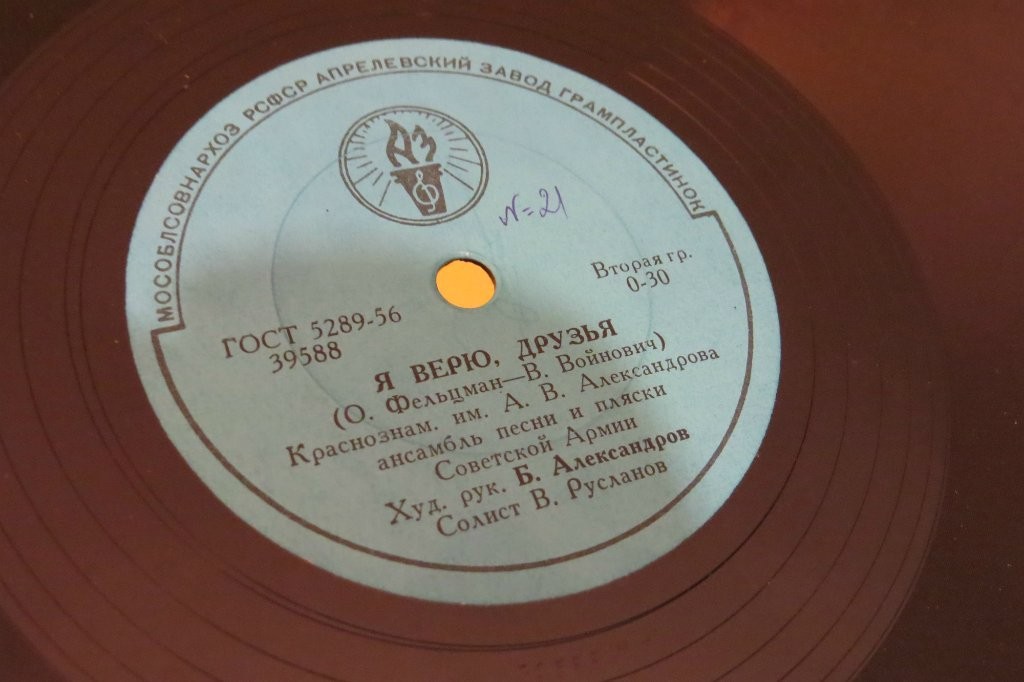 МОСОБЛСОВНАРХОЗ РСФСР АПРЕЛЕВСКИЙ ЗАВОД ГРАМПЛАСТИНОК
АЗ
N=21
Вторая гр.
0-30
ГОСТ 5289-56
39588
Я ВЕРЮ, ДРУЗЬЯ
(О. Фельцман—В. Войнович)
Краснознам. им. А. В. Александрова
ансамбль песни и пляски
Советской Армии
Худ. рук. Б. Александров
Солист В. Русланов